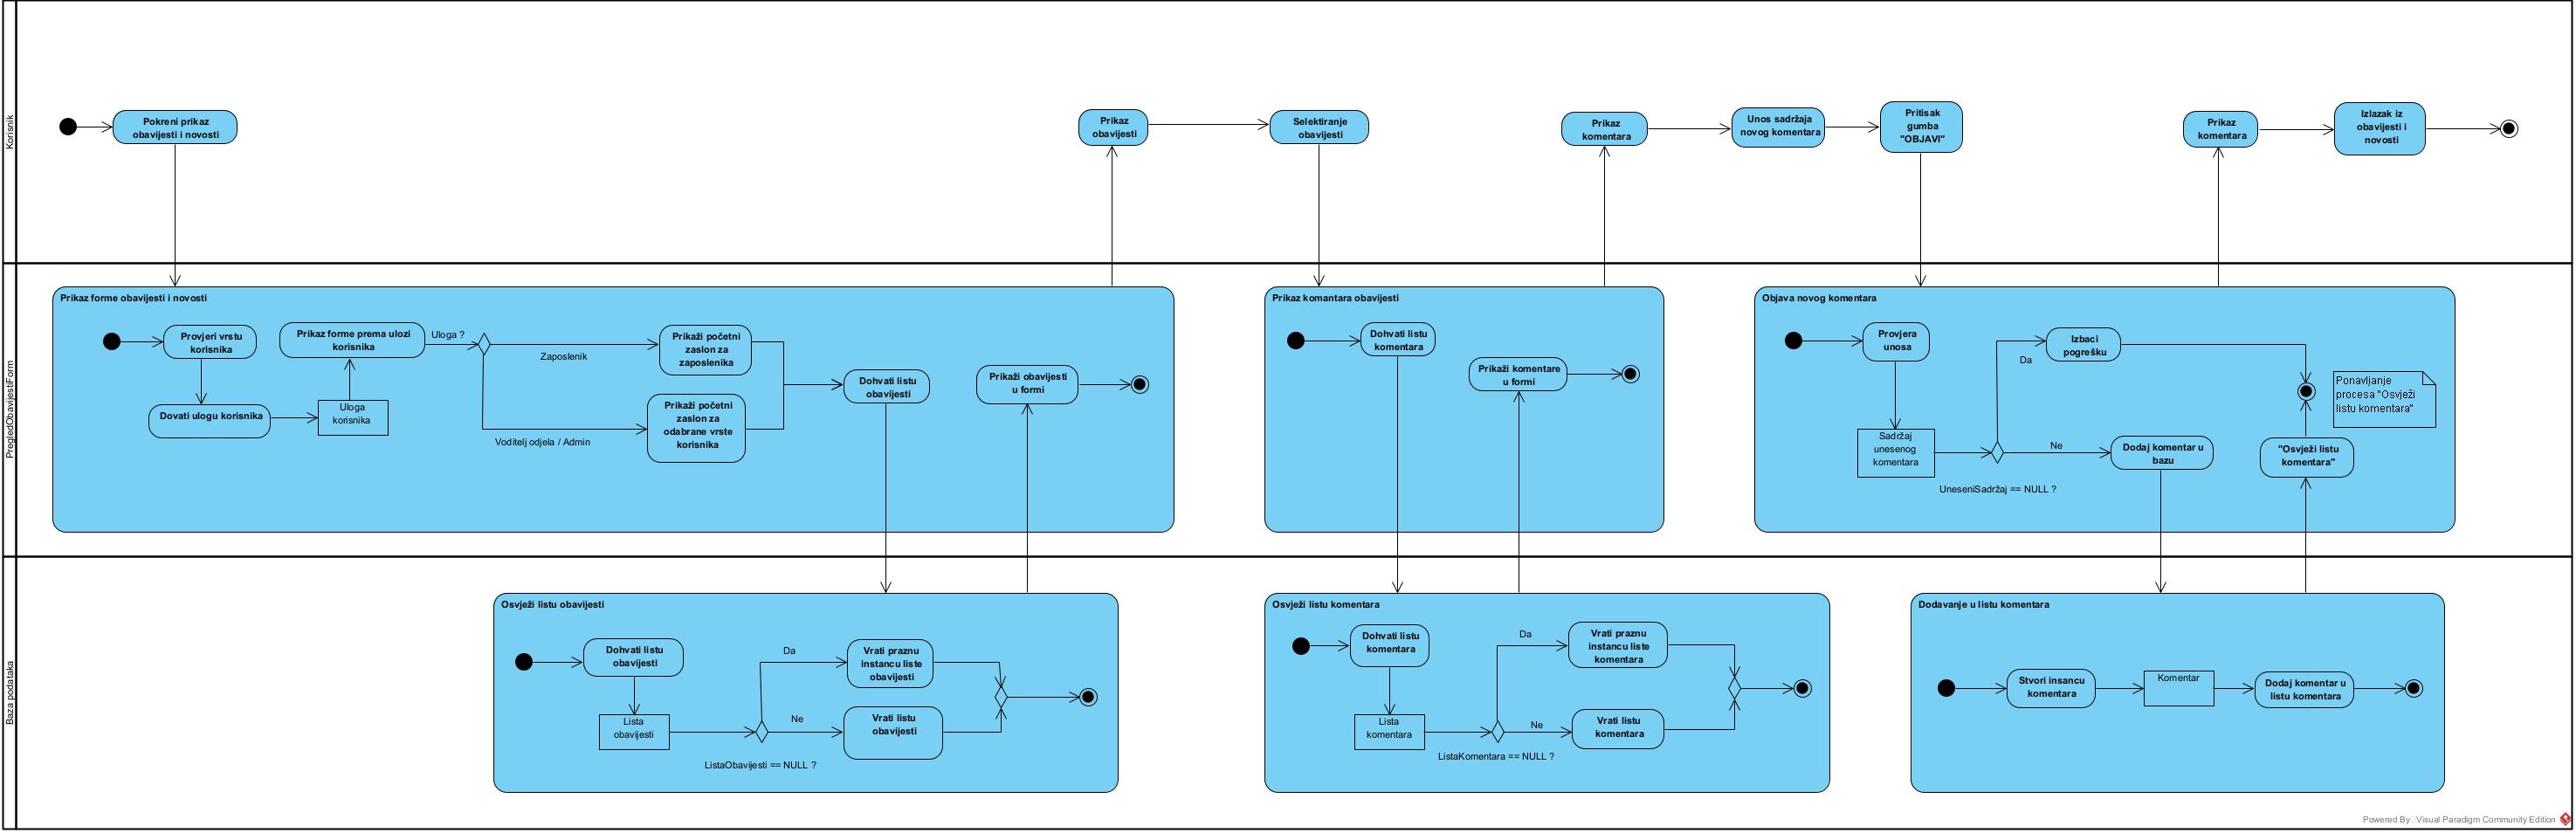 Korisnik
Pokreni prikaz
obavijesti i novosti
Prikaz
obavijesti
Selektiranje
obavijesti
Prikaz
komentara
Unos sadržaja
novog komentara
Pritisak
gumba
"OBJAVI"
Prikaz
komentara
Izlazak iz
obavijesti i
novosti
PregledObavijestiForm
Prikaz forme obavijesti i novosti
Provjeri vrstu
korisnika
Dovati ulogu korisnika
Uloga
korisnika
Prikaz forme prema ulozi
korisnika
Uloga ?
Zaposlenik
Voditelj odjela / Admin
Prikaži početni
zaslon za
zaposlenika
Prikaži početni
zaslon za
odabrane vrste
korisnika
Dohvati listu
obavijesti
Prikaži obavijesti
u formi
Prikaz komantara obavijesti
Dohvati listu
komentara
Prikaži komentare
u formi
Objava novog komentara
Provjera
unosa
Sadržaj
unesenog
komentara
UneseniSadržaj == NULL ?
Da
Izbaci
pogrešku
Ne
Dodaj komentar u
bazu
"Osvježi listu
komentara"
Ponavljanje
procesa "Osvježi
listu komentara"
Baza podataka
Osvježi listu obavijesti
Dohvati listu
obavijesti
Lista
obavijesti
ListaObavijesti == NULL ?
Da
Vrati praznu
instancu liste
obavijesti
Ne
Vrati listu
obavijesti
Osvježi listu komentara
Dohvati listu
komentara
Lista
komentara
ListaKomentara == NULL ?
Da
Vrati praznu
instancu liste
komentara
Ne
Vrati listu
komentara
Dodavanje u listu komentara
Stvori insancu
komentara
Komentar
Dodaj komentar u
listu komentara
Powered By Visual Paradigm Community Edition